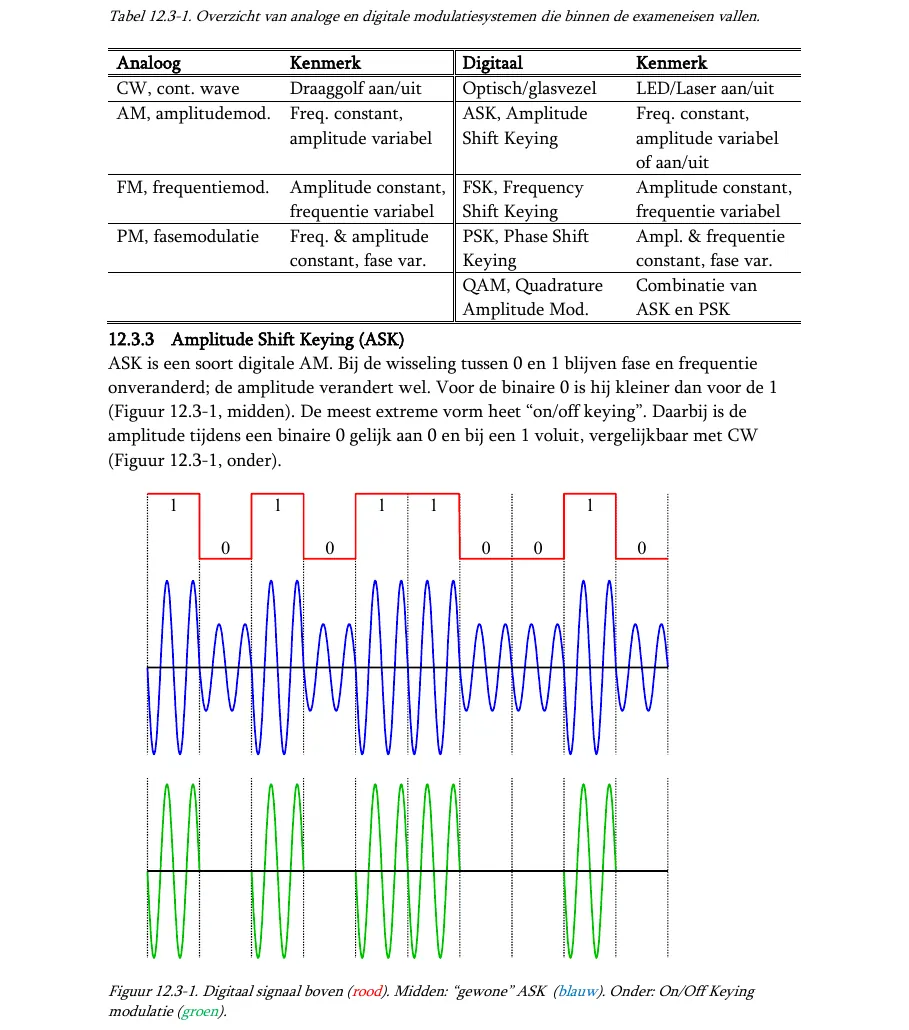 Tabel 12.3-1. Overzicht van analoge en digitale modulatiesystemen die binnen de exameneisen vallen.
Analoog Kenmerk Digitaal Kenmerk
CW, cont. wave Draaggolf aan/uit Optisch/glasvezel LED/Laser aan/uit
AM, amplitudemod. Freq. constant, ASK, Amplitude Freq. constant,
amplitude variabel Shift Keying amplitude variabel
of aan/uit
FM, frequentiemod. Amplitude constant, FSK, Frequency Amplitude constant,
frequentie variabel Shift Keying frequentie variabel
PM, fasemodulatie Freq. & amplitude PSK, Phase Shift Ampl. & frequentie
constant, fase var. Keying constant, fase var.
QAM, Quadrature Combinatie van
Amplitude Mod. ASK en PSK
12.3.3 Amplitude Shift Keying (ASK)
ASK is een soort digitale AM. Bij de wisseling tussen 0 en 1 blijven fase en frequentie
onveranderd; de amplitude verandert wel. Voor de binaire 0 is hij kleiner dan voor de 1
(Figuur 12.3-1, midden). De meest extreme vorm heet “on/off keying”. Daarbij is de
amplitude tijdens een binaire 0 gelijk aan 0 en bij een 1 voluit, vergelijkbaar met CW
(Figuur 12.3-1, onder).
1 1 1 1 1
0 0 0 0 0
Figuur 12.3-1. Digitaal signaal boven (rood). Midden: “gewone” ASK (blauw). Onder: On/Off Keying
modulatie (groen).